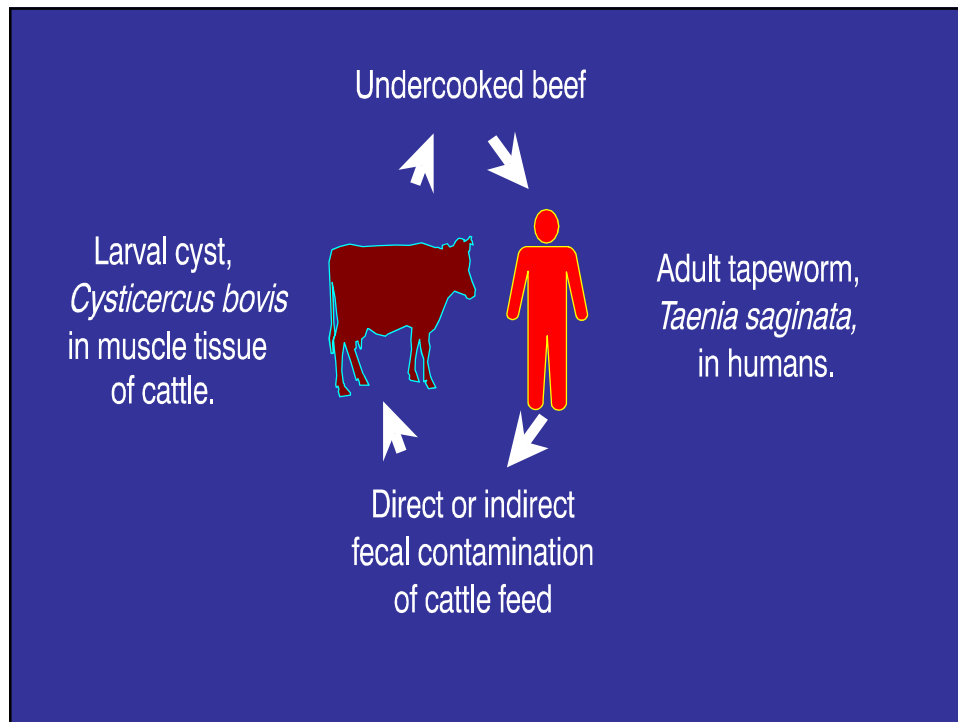 Undercooked beef
Larval cyst,
Cysticercus bovis
in muscle tissue
of cattle.
Adult tapeworm,
Taenia saginata,
in humans.
Direct or indirect
fecal contamination
of cattle feed